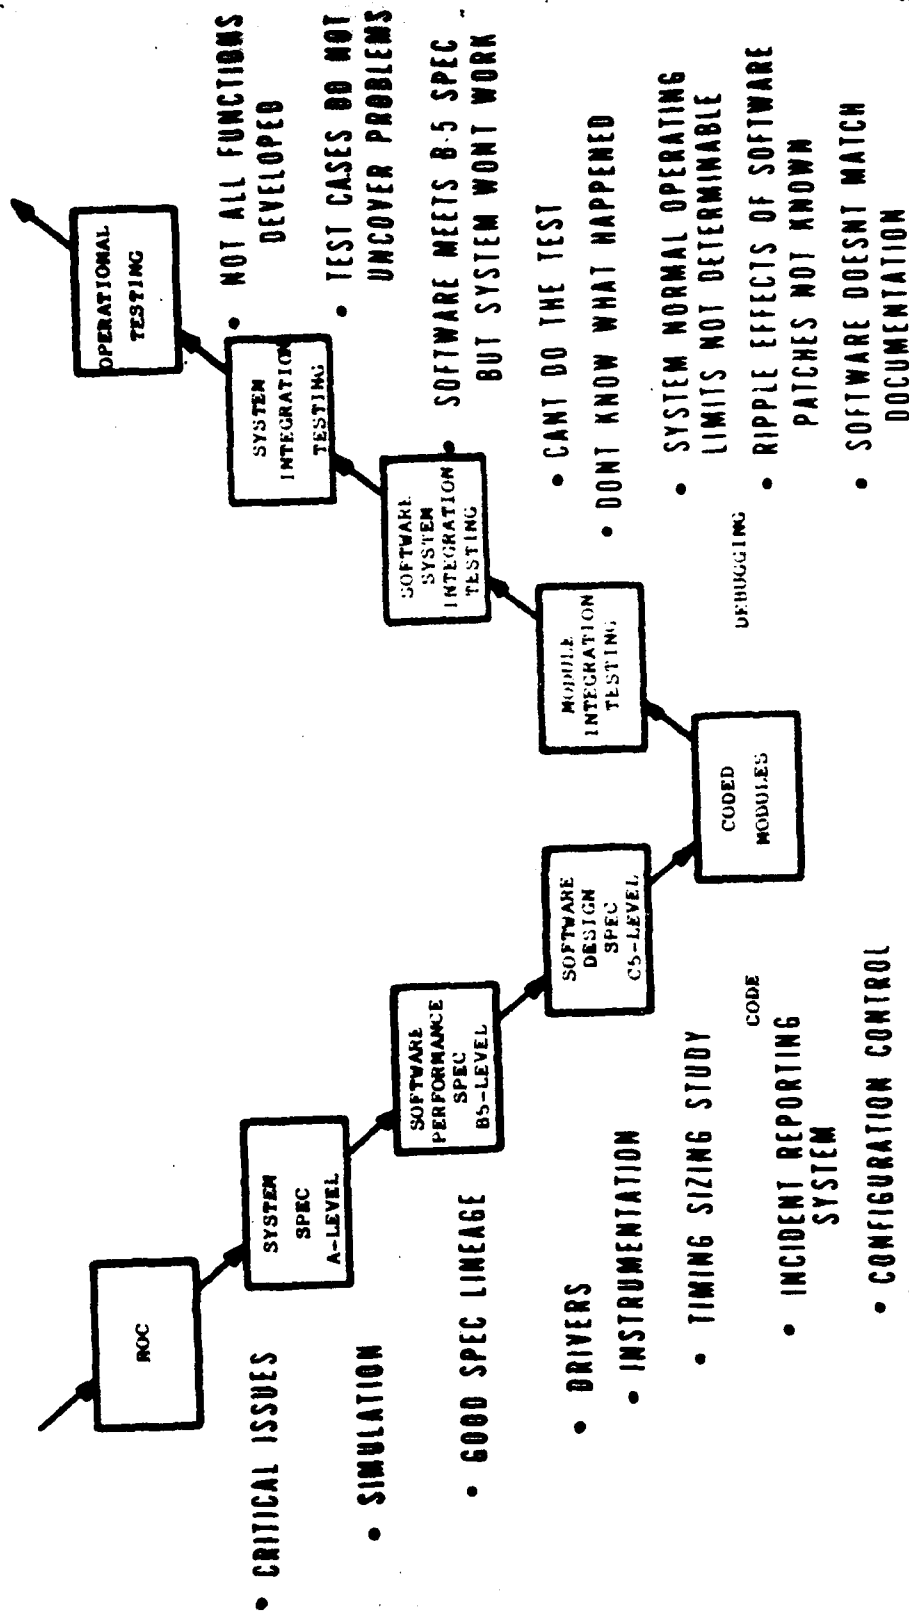 ROC
SYSTEM
SPEC
A-LEVEL
SOFTWARE
PERFORMANCE
SPEC
B5-LEVEL
SOFTWARE
DESIGN
SPEC
C5-LEVEL
CODED
MODULES
MODULE
INTEGRATION
TESTING
SOFTWARE
SYSTEM
INTEGRATION
TESTING
SYSTEM
INTEGRATION
TESTING
OPERATIONAL
TESTING
• CRITICAL ISSUES
• SIMULATION
• GOOD SPEC LINEAGE
• DRIVERS
• INSTRUMENTATION
• TIMING SIZING STUDY
CODE
• INCIDENT REPORTING
SYSTEM
• CONFIGURATION CONTROL
• NOT ALL FUNCTIONS
DEVELOPED
• TEST CASES DO NOT
UNCOVER PROBLEMS
• SOFTWARE MEETS B-5 SPEC
BUT SYSTEM WONT WORK
• CANT DO THE TEST
• DONT KNOW WHAT HAPPENED
• SYSTEM NORMAL OPERATING
LIMITS NOT DETERMINABLE
DEBUGGING
• RIPPLE EFFECTS OF SOFTWARE
PATCHES NOT KNOWN
• SOFTWARE DOESNT MATCH
DOCUMENTATION